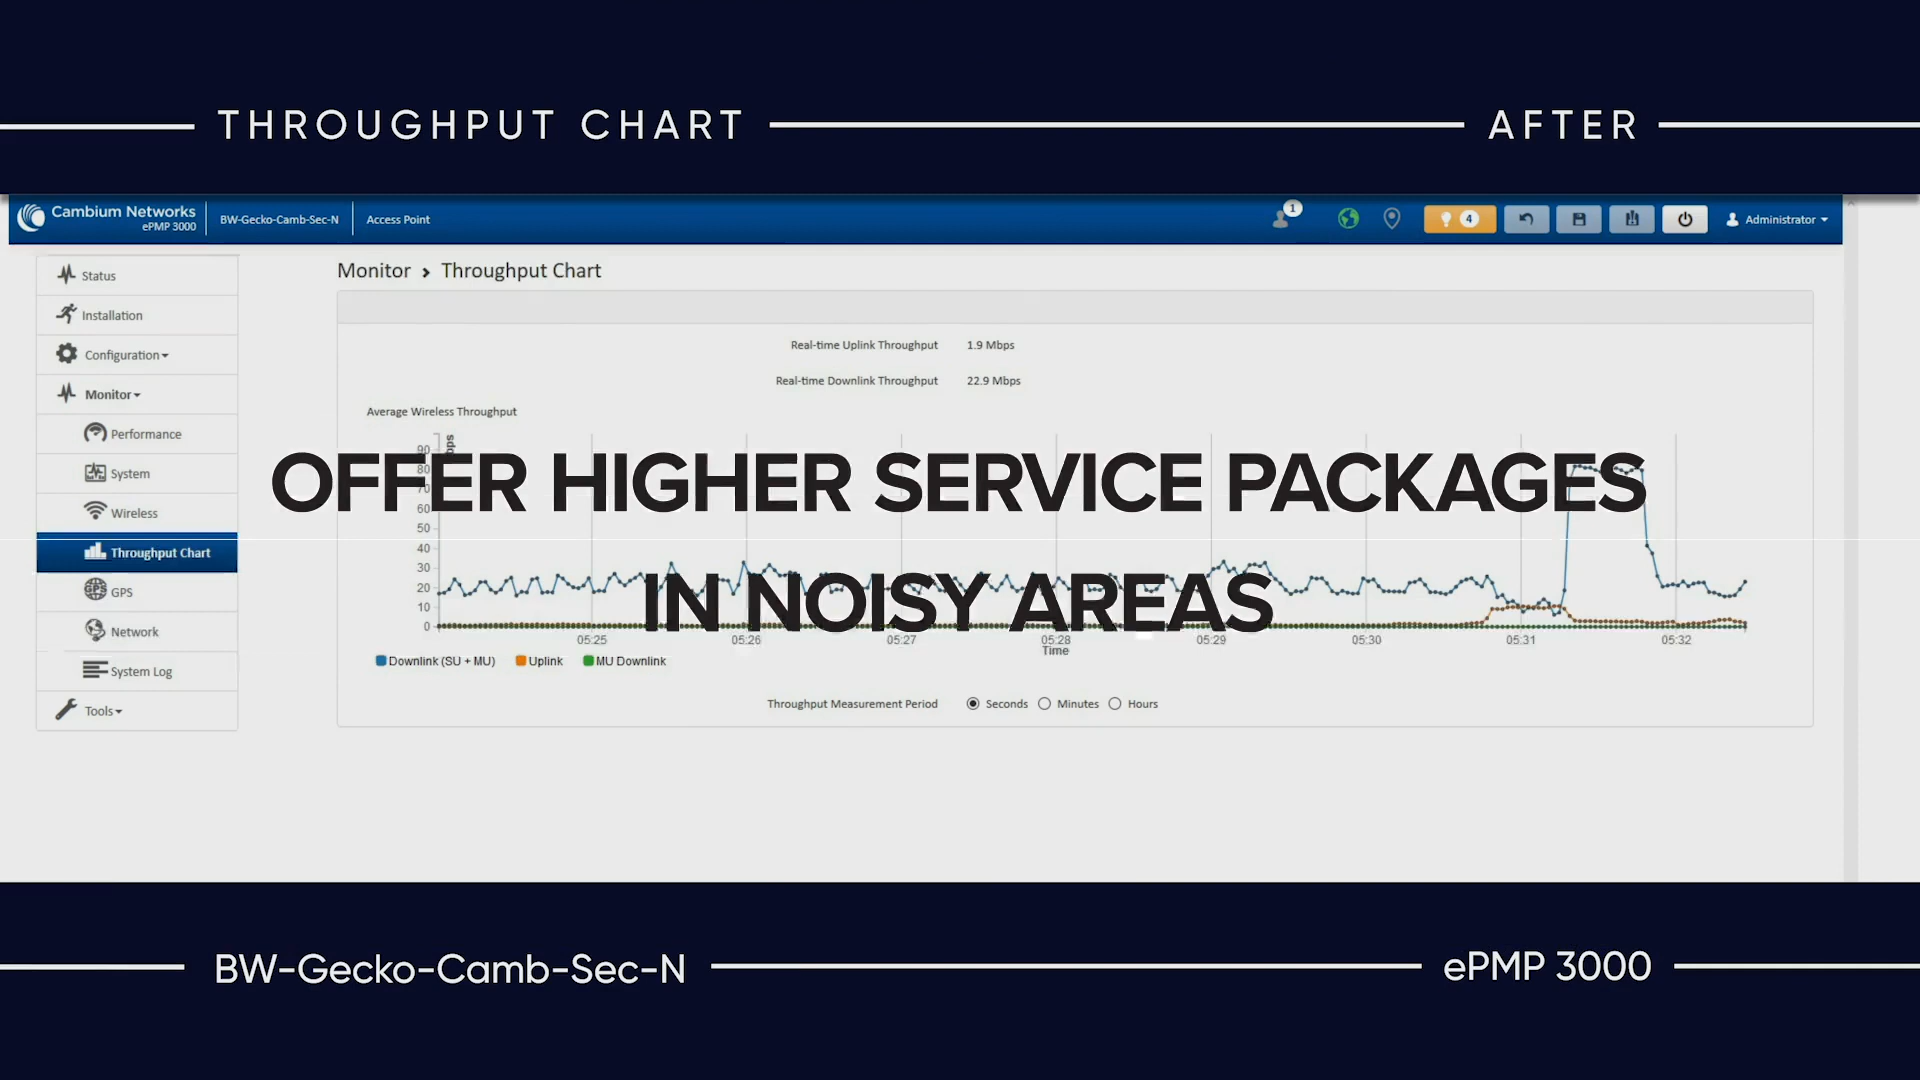 THROUGHPUT CHART AFTER
Cambium Networks
ePMP 3000
BW-Gecko-Camb-Sec-N Access Point
1
4
Administrator
Status
Installation
Configuration
Monitor
Performance
System
Wireless
Throughput Chart
GPS
Network
System Log
Tools
Monitor > Throughput Chart
Real-time Uplink Throughput 1.9 Mbps
Real-time Downlink Throughput 22.9 Mbps
Average Wireless Throughput
90
80
60
50
40
30
20
10
0
OFFER HIGHER SERVICE PACKAGES
IN NOISY AREAS
05:25 05:26 05:27 05:28 05:29 05:30 05:31 05:32
Time
Downlink (SU + MU) Uplink MU Downlink
Throughput Measurement Period Seconds Minutes Hours
BW-Gecko-Camb-Sec-N ePMP 3000